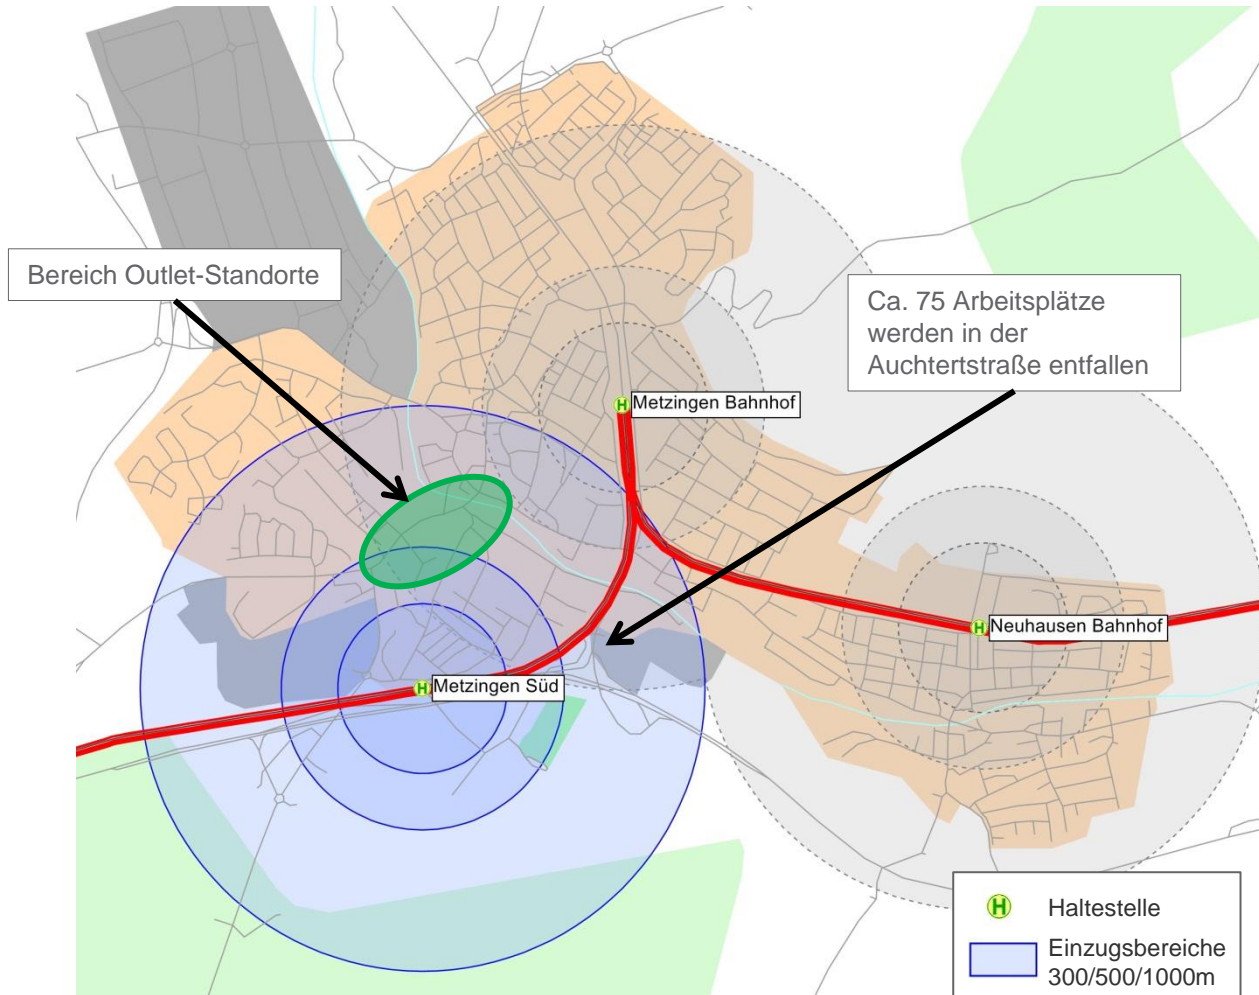 Bereich Outlet-Standorte
Ca. 75 Arbeitsplätze
werden in der
Auchtertstraße entfallen
H Metzingen Bahnhof
H Neuhausen Bahnhof
H Metzingen Süd
H Haltestelle
Einzugsbereiche
300/500/1000m